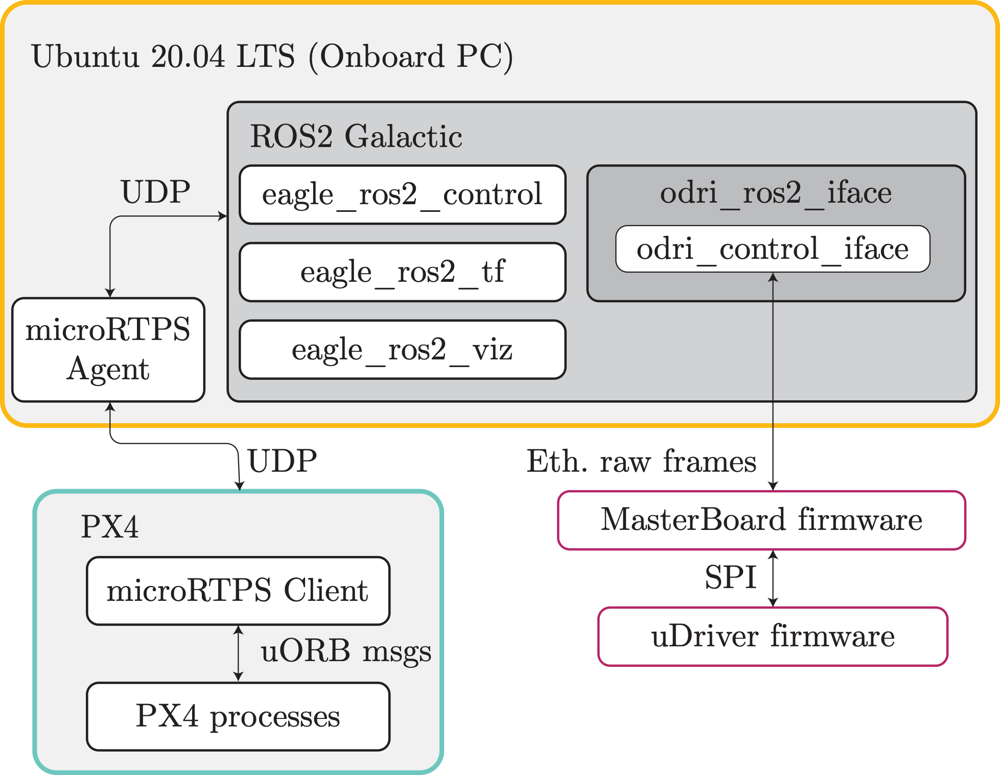 Ubuntu 20.04 LTS (Onboard PC)
ROS2 Galactic
UDP
eagle_ros2_control
odri_ros2_iface
odri_control_iface
eagle_ros2_tf
microRTPS
Agent
eagle_ros2_viz
UDP
Eth. raw frames
PX4
MasterBoard firmware
SPI
microRTPS Client
uDriver firmware
uORB msgs
PX4 processes